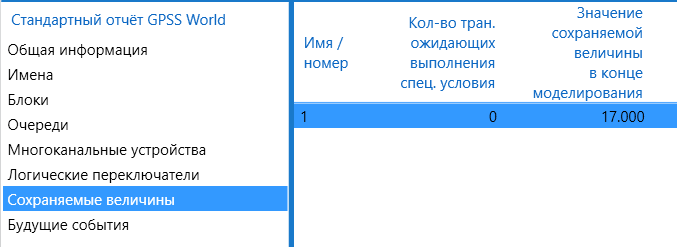 Стандартный отчёт GPSS World
Общая информация
Имена
Блоки
Очереди
Многоканальные устройства
Логические переключатели
Сохраняемые величины
Будущие события
Имя /
номер
Кол-во тран.
ожидающих
выполнения
спец. условия
Значение
сохраняемой
величины
в конце
моделирования
1 0 17.000